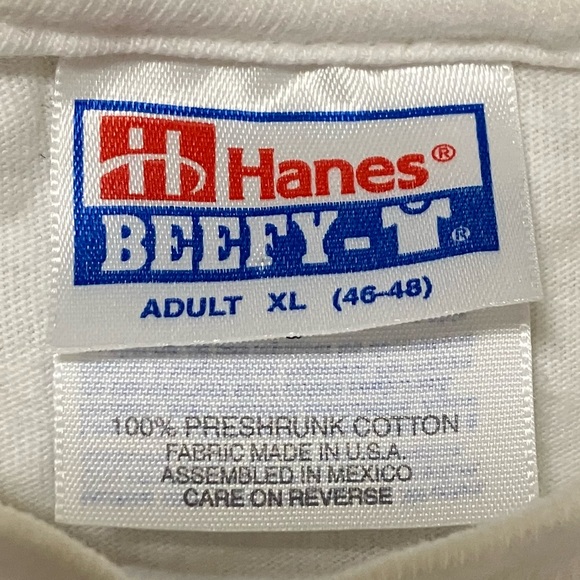 H Hanes®
BEEFY-T®
ADULT XL (46-48)
100% PRESHRUNK COTTON
FABRIC MADE IN U.S.A.
ASSEMBLED IN MEXICO
CARE ON REVERSE